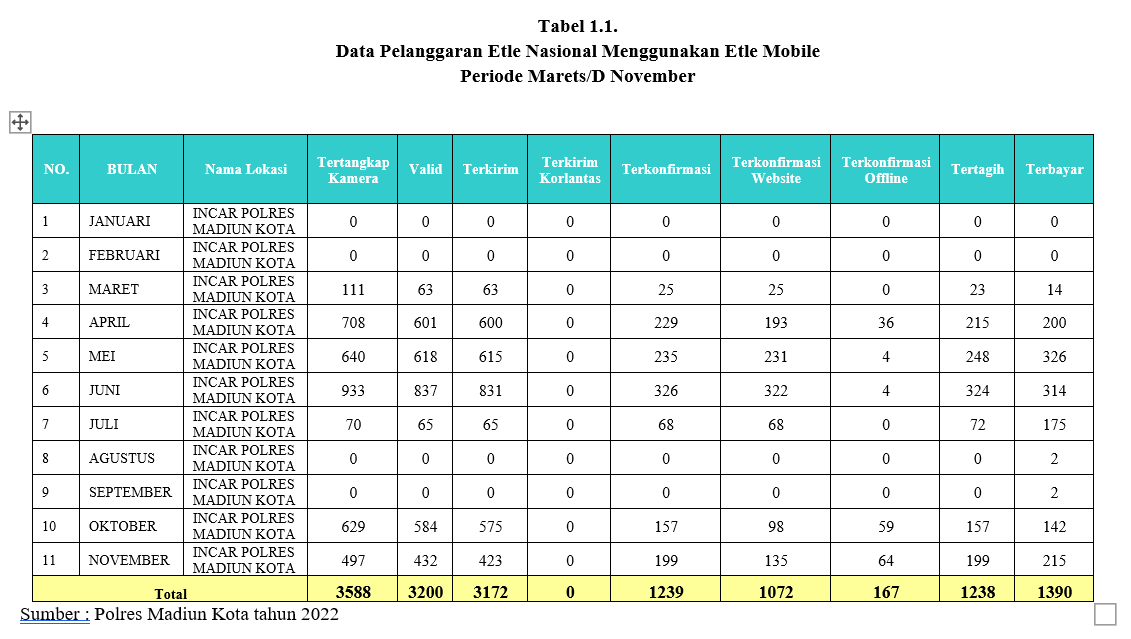 Tabel 1.1.
Data Pelanggaran Etle Nasional Menggunakan Etle Mobile
Periode Marets/D November
NO. BULAN Nama Lokasi Tertangkap Kamera Valid Terkirim Terkirim Korlantas Terkonfirmasi Terkonfirmasi Website Terkonfirmasi Offline Tertagih Terbayar
1 JANUARI INCAR POLRES MADIUN KOTA 0 0 0 0 0 0 0 0 0
2 FEBRUARI INCAR POLRES MADIUN KOTA 0 0 0 0 0 0 0 0 0
3 MARET INCAR POLRES MADIUN KOTA 111 63 63 0 25 25 0 23 14
4 APRIL INCAR POLRES MADIUN KOTA 708 601 600 0 229 193 36 215 200
5 MEI INCAR POLRES MADIUN KOTA 640 618 615 0 235 231 4 248 326
6 JUNI INCAR POLRES MADIUN KOTA 933 837 831 0 326 322 4 324 314
7 JULI INCAR POLRES MADIUN KOTA 70 65 65 0 68 68 0 72 175
8 AGUSTUS INCAR POLRES MADIUN KOTA 0 0 0 0 0 0 0 0 2
9 SEPTEMBER INCAR POLRES MADIUN KOTA 0 0 0 0 0 0 0 0 2
10 OKTOBER INCAR POLRES MADIUN KOTA 629 584 575 0 157 98 59 157 142
11 NOVEMBER INCAR POLRES MADIUN KOTA 497 432 423 0 199 135 64 199 215
Total 3588 3200 3172 0 1239 1072 167 1238 1390
Sumber : Polres Madiun Kota tahun 2022